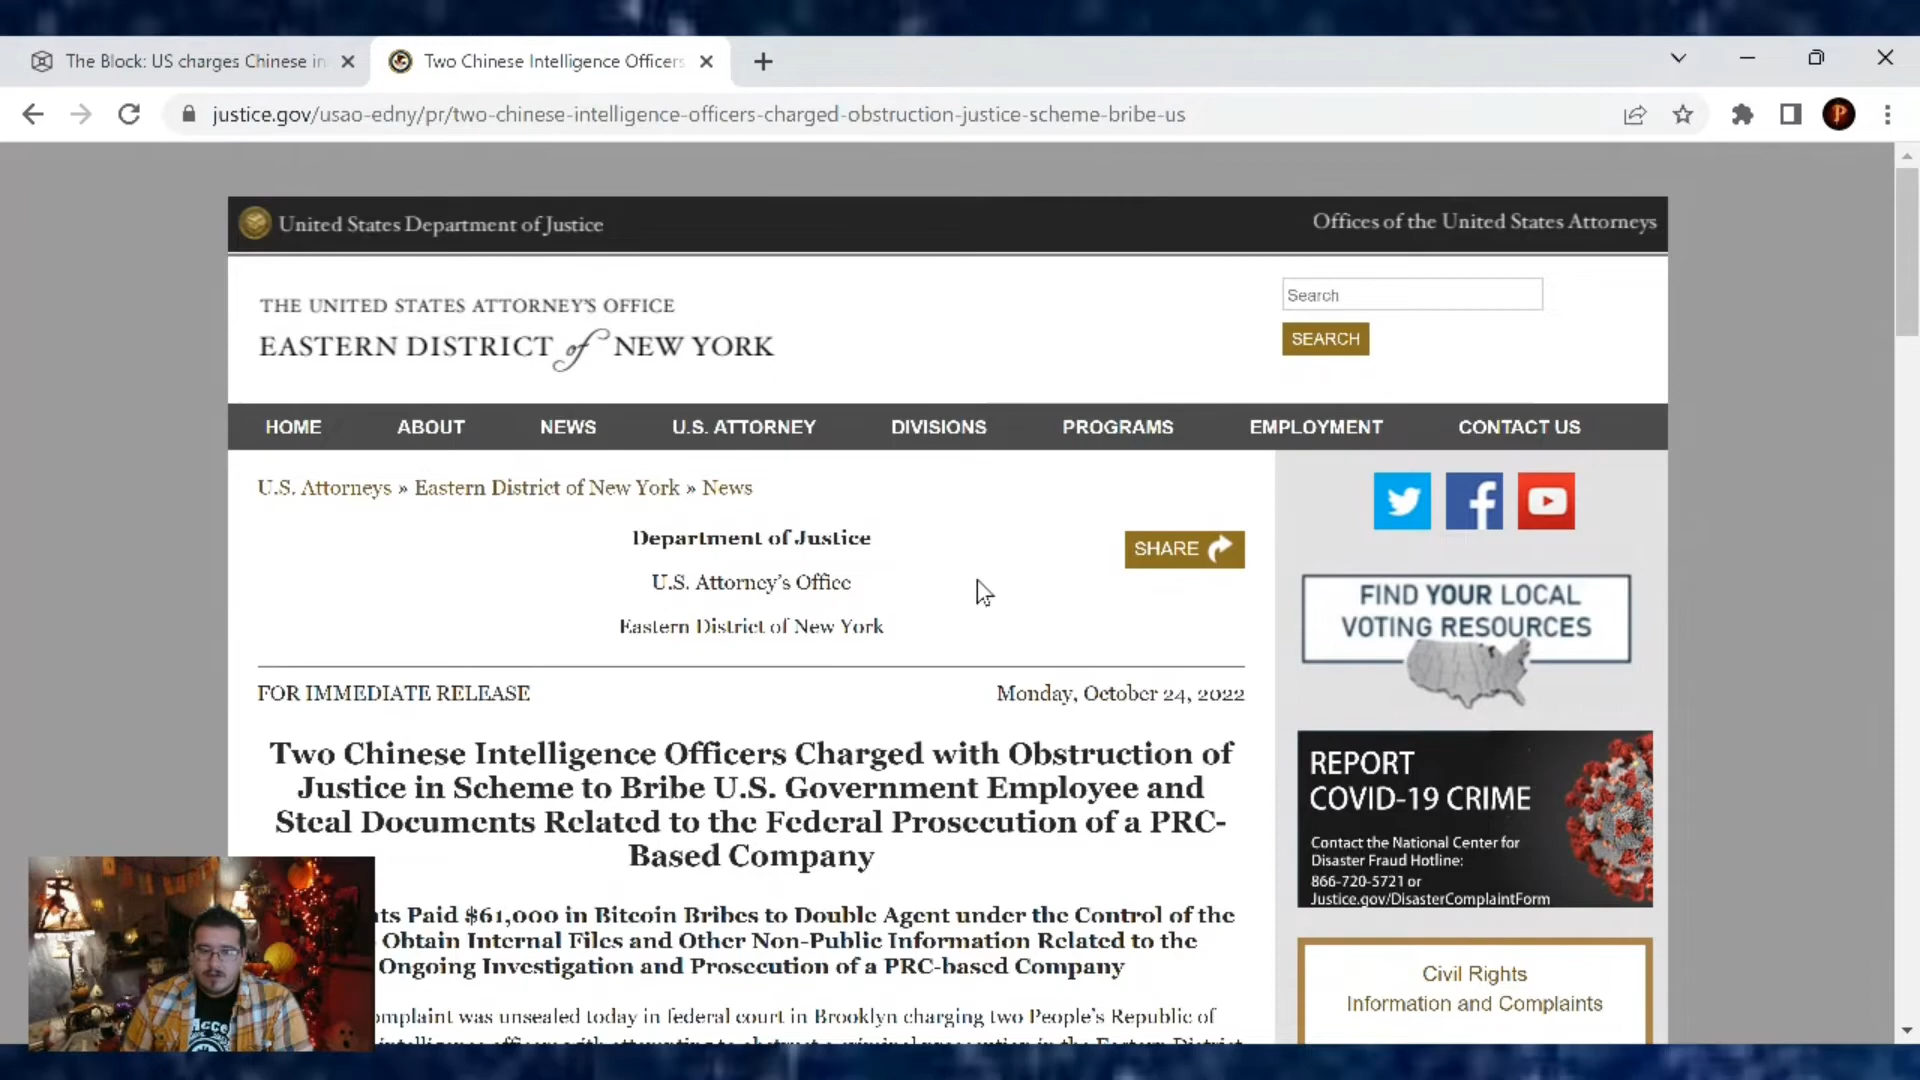 The Block: US charges Chinese in
Two Chinese Intelligence Officers
justice.gov/usao-edny/pr/two-chinese-intelligence-officers-charged-obstruction-justice-scheme-bribe-us
P
United States Department of Justice
Offices of the United States Attorneys
THE UNITED STATES ATTORNEY'S OFFICE
EASTERN DISTRICT of NEW YORK
Search
SEARCH
HOME ABOUT NEWS U.S. ATTORNEY DIVISIONS PROGRAMS EMPLOYMENT CONTACT US
U.S. Attorneys » Eastern District of New York » News
Department of Justice
SHARE
U.S. Attorney's Office
Eastern District of New York
FOR IMMEDIATE RELEASE
Monday, October 24, 2022
Two Chinese Intelligence Officers Charged with Obstruction of
Justice in Scheme to Bribe U.S. Government Employee and
Steal Documents Related to the Federal Prosecution of a PRC-
Based Company
nts Paid $61,000 in Bitcoin Bribes to Double Agent under the Control of the
Obtain Internal Files and Other Non-Public Information Related to the
Ongoing Investigation and Prosecution of a PRC-based Company
omplaint was unsealed today in federal court in Brooklyn charging two People's Republic of
FIND YOUR LOCAL
VOTING RESOURCES
REPORT
COVID-19 CRIME
Contact the National Center for
Disaster Fraud Hotline:
866-720-5721 or
Justice.gov/DisasterComplaintForm
Civil Rights
Information and Complaints